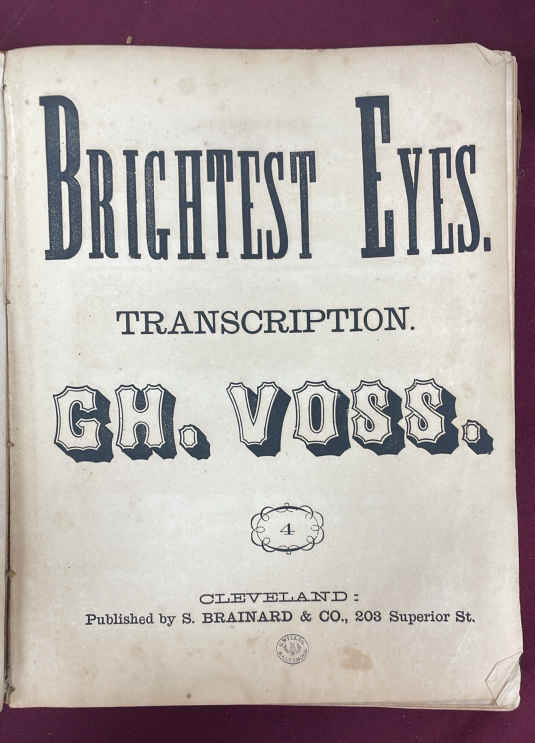 BRIGHTEST EYES.
TRANSCRIPTION.
CH. VOSS.
4
CLEVELAND:
Published by S. BRAINARD & CO., 203 Superior St.